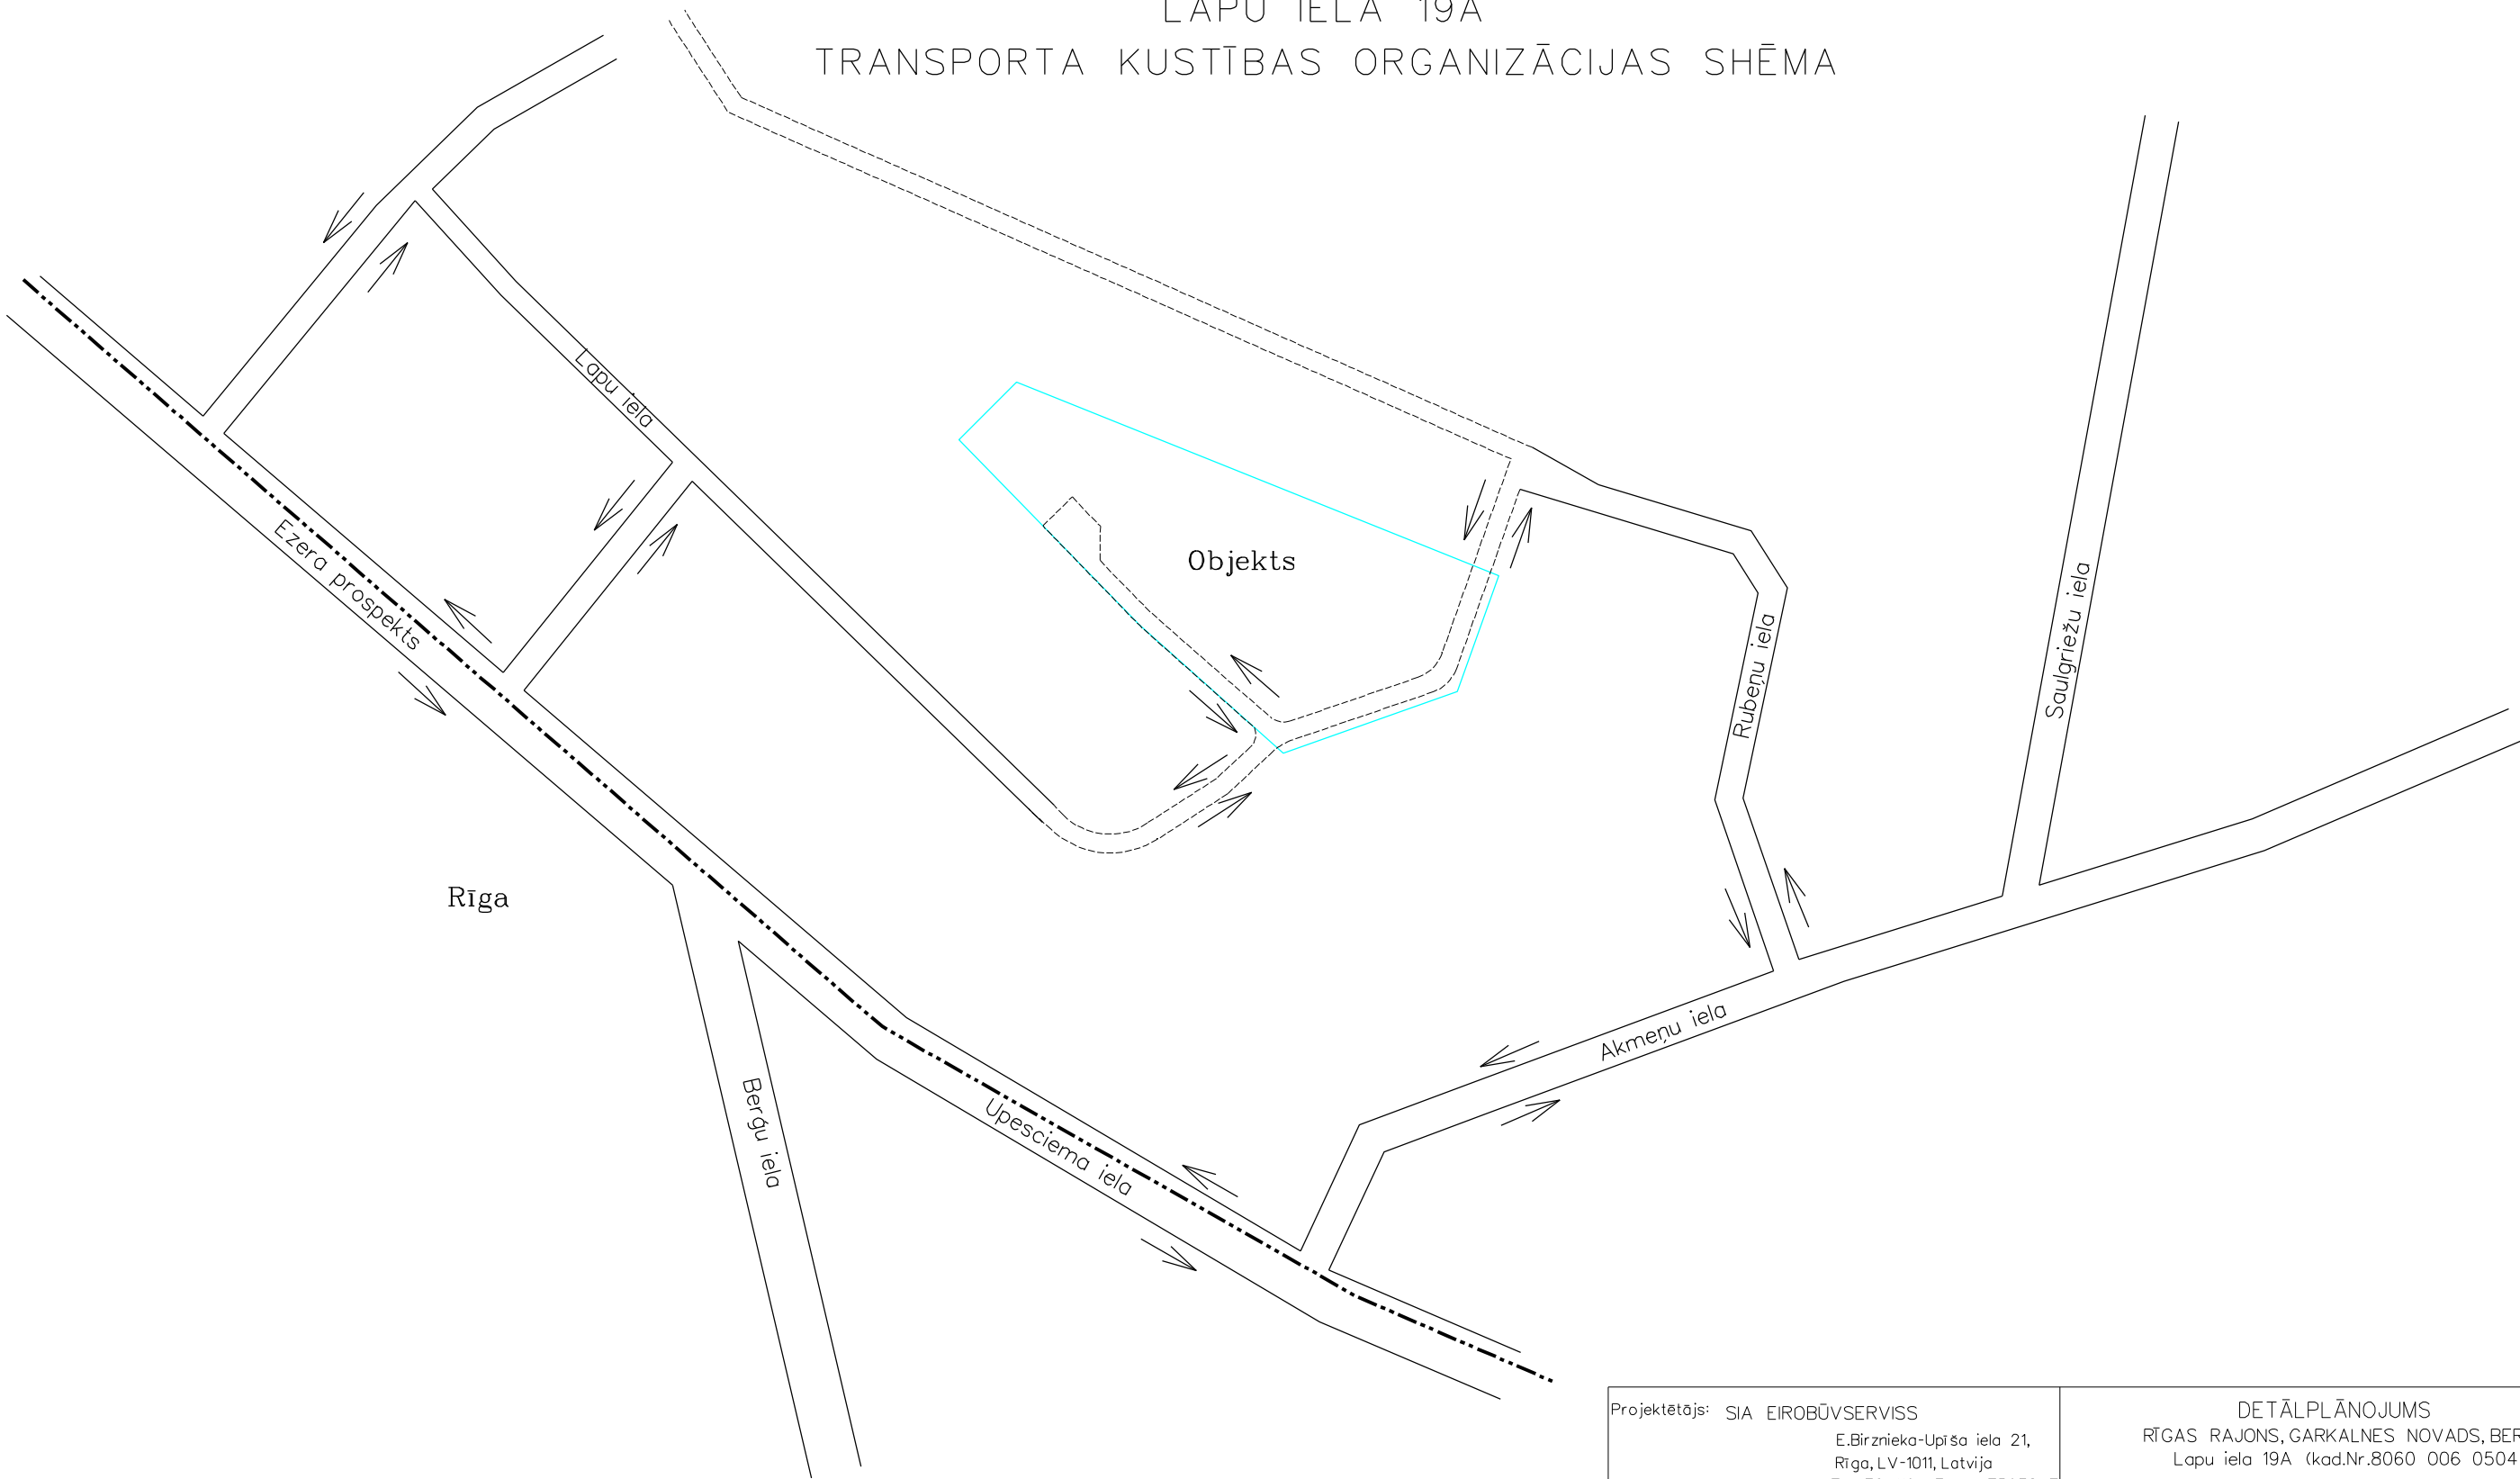 LAPU IELA 19A
TRANSPORTA KUSTĪBAS ORGANIZĀCIJAS SHĒMA
Lapu iela
Ezera prospekts
Objekts
Rubeņu iela
Saulgriežu iela
Rīga
Akmeņu iela
Berģu iela
Upesciema iela
Projektētājs: SIA EIROBŪVSERVISS
E.Birznieka-Upīša iela 21,
Rīga, LV-1011, Latvija
DETĀLPLĀNOJUMS
RĪGAS RAJONS, GARKALNES NOVADS, BER
Lapu iela 19A (kad.Nr.8060 006 0504